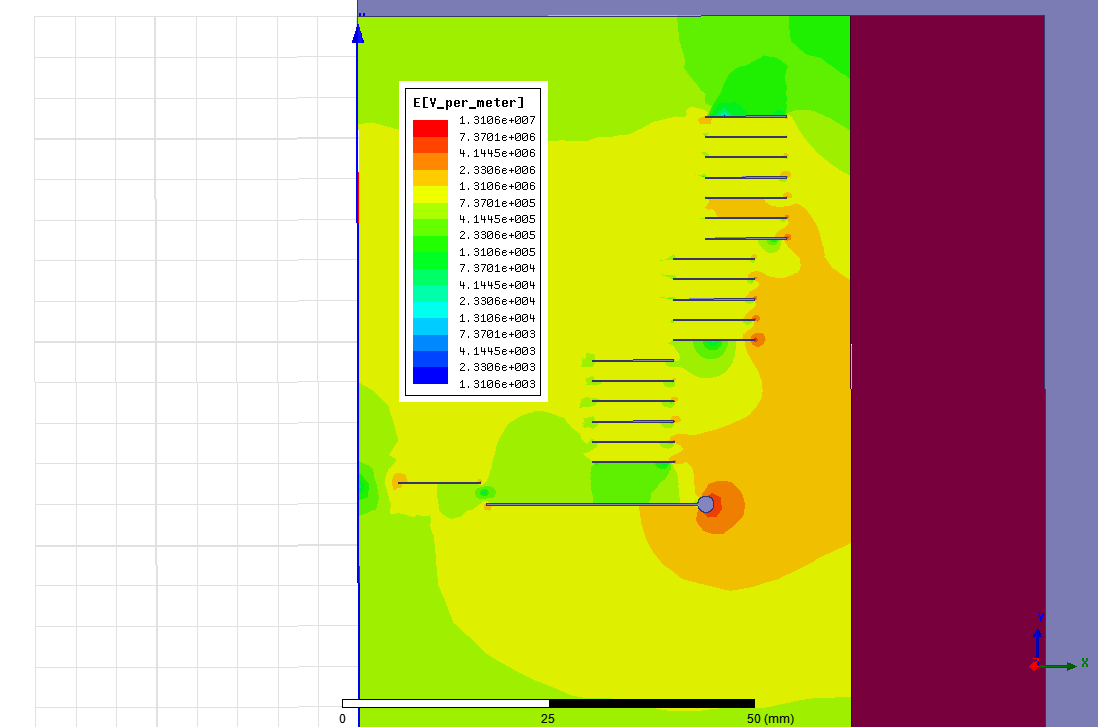 E[V_per_meter]
1.3106e+007
7.3701e+006
4.1445e+006
2.3306e+006
1.3106e+006
7.3701e+005
4.1445e+005
2.3306e+005
1.3106e+005
7.3701e+004
4.1445e+004
2.3306e+004
1.3106e+004
7.3701e+003
4.1445e+003
2.3306e+003
1.3106e+003
Y
X
0
25
50 (mm)